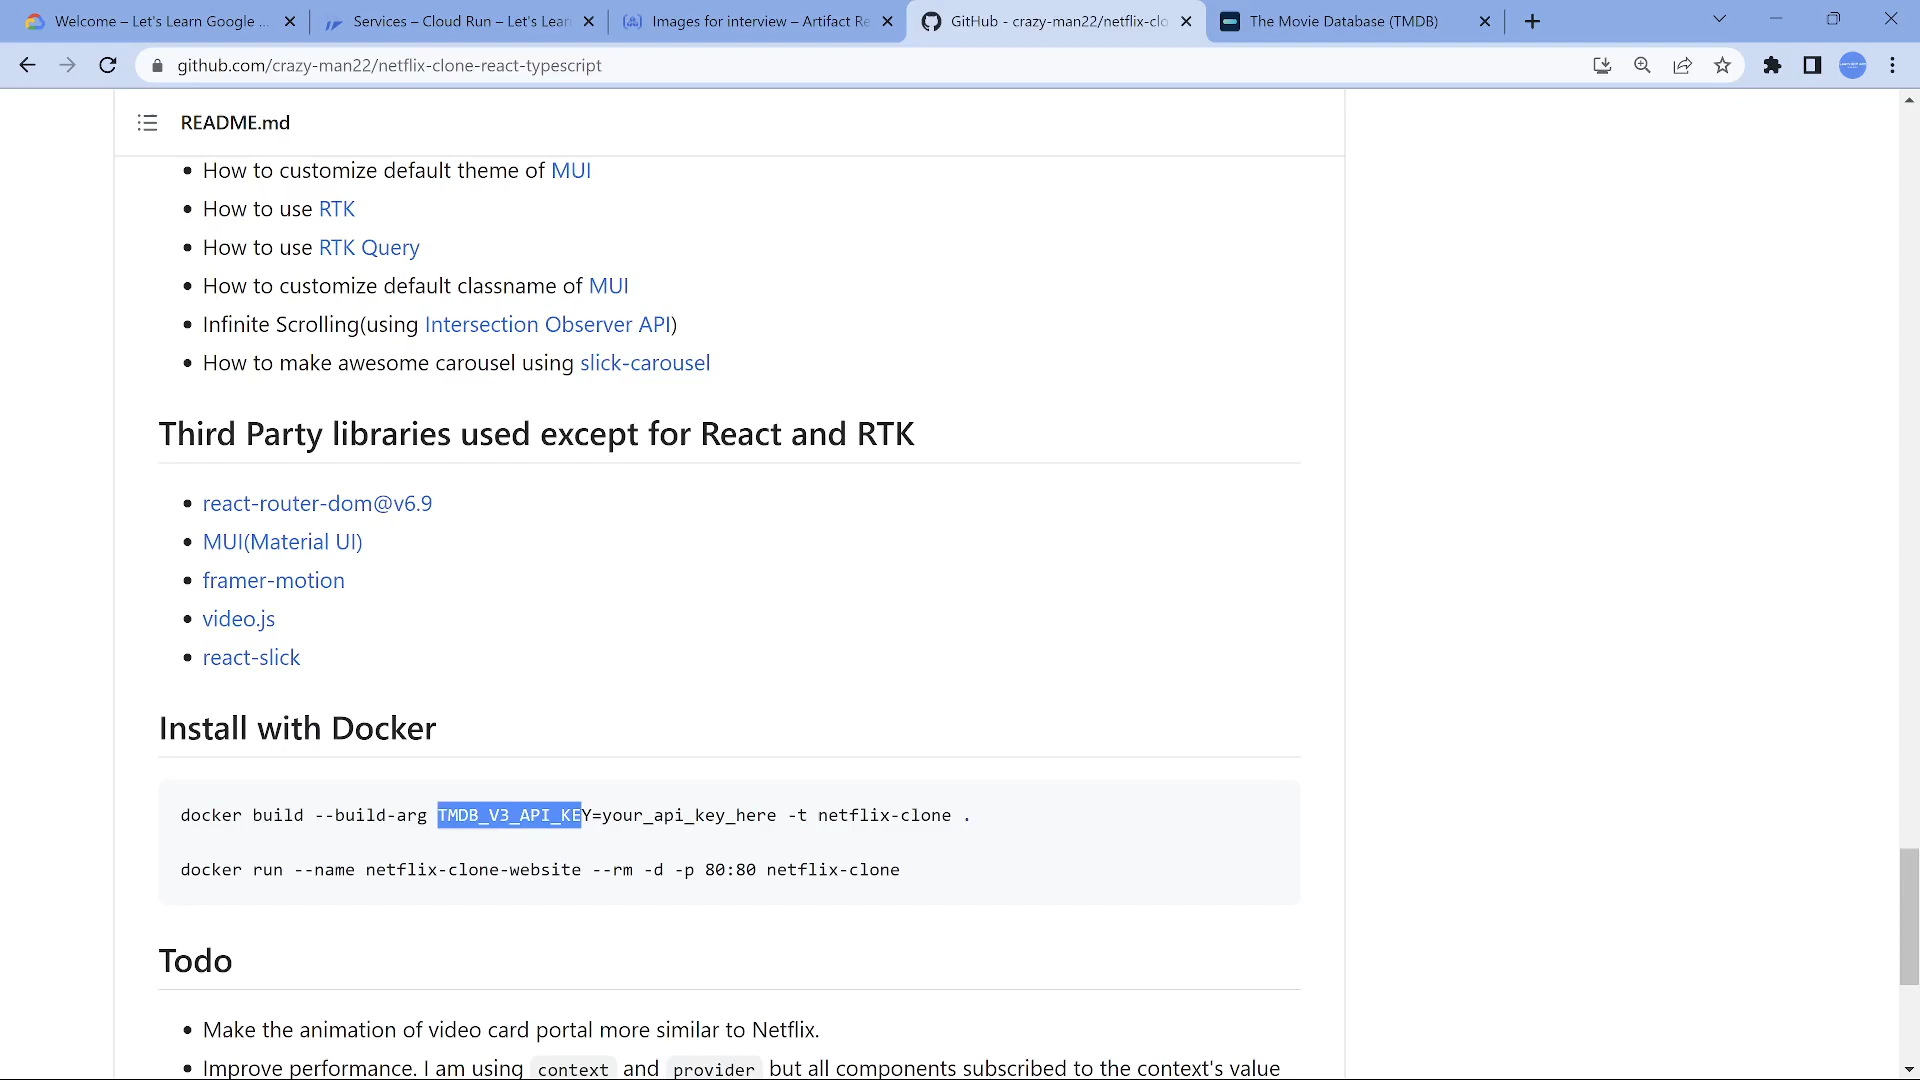 Welcome – Let's Learn Google ...
Services – Cloud Run – Let's Lear
Images for interview – Artifact Re
GitHub - crazy-man22/netflix-clo
The Movie Database (TMDB)
github.com/crazy-man22/netflix-clone-react-typescript
README.md
• How to customize default theme of MUI
• How to use RTK
• How to use RTK Query
• How to customize default classname of MUI
• Infinite Scrolling(using Intersection Observer API)
• How to make awesome carousel using slick-carousel
Third Party libraries used except for React and RTK
• react-router-dom@v6.9
• MUI(Material UI)
• framer-motion
• video.js
• react-slick
Install with Docker
docker build --build-arg TMDB_V3_API_KEY=your_api_key_here -t netflix-clone .
docker run --name netflix-clone-website --rm -d -p 80:80 netflix-clone
Todo
• Make the animation of video card portal more similar to Netflix.
• Improve performance. I am using context and provider but all components subscribed to the context's value